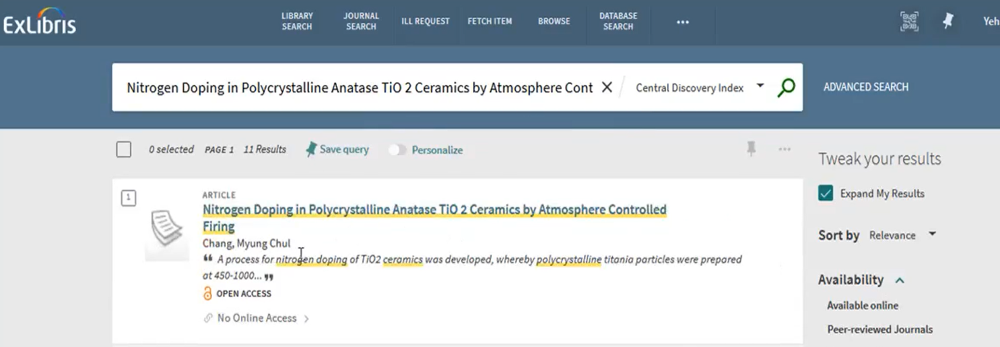 ExLibris
LIBRARY SEARCH
JOURNAL SEARCH
ILL REQUEST
FETCH ITEM
BROWSE
DATABASE SEARCH
...
Yeh
Nitrogen Doping in Polycrystalline Anatase TiO 2 Ceramics by Atmosphere Cont
Central Discovery Index
ADVANCED SEARCH
0 selected PAGE 1 11 Results
Save query
Personalize
...
Tweak your results
Expand My Results
Sort by Relevance
Availability
Available online
Peer-reviewed Journals
1
ARTICLE
Nitrogen Doping in Polycrystalline Anatase TiO 2 Ceramics by Atmosphere Controlled
Firing
Chang, Myung Chul
“ A process for nitrogen doping of TiO2 ceramics was developed, whereby polycrystalline titania particles were prepared
at 450-1000... ”
OPEN ACCESS
No Online Access